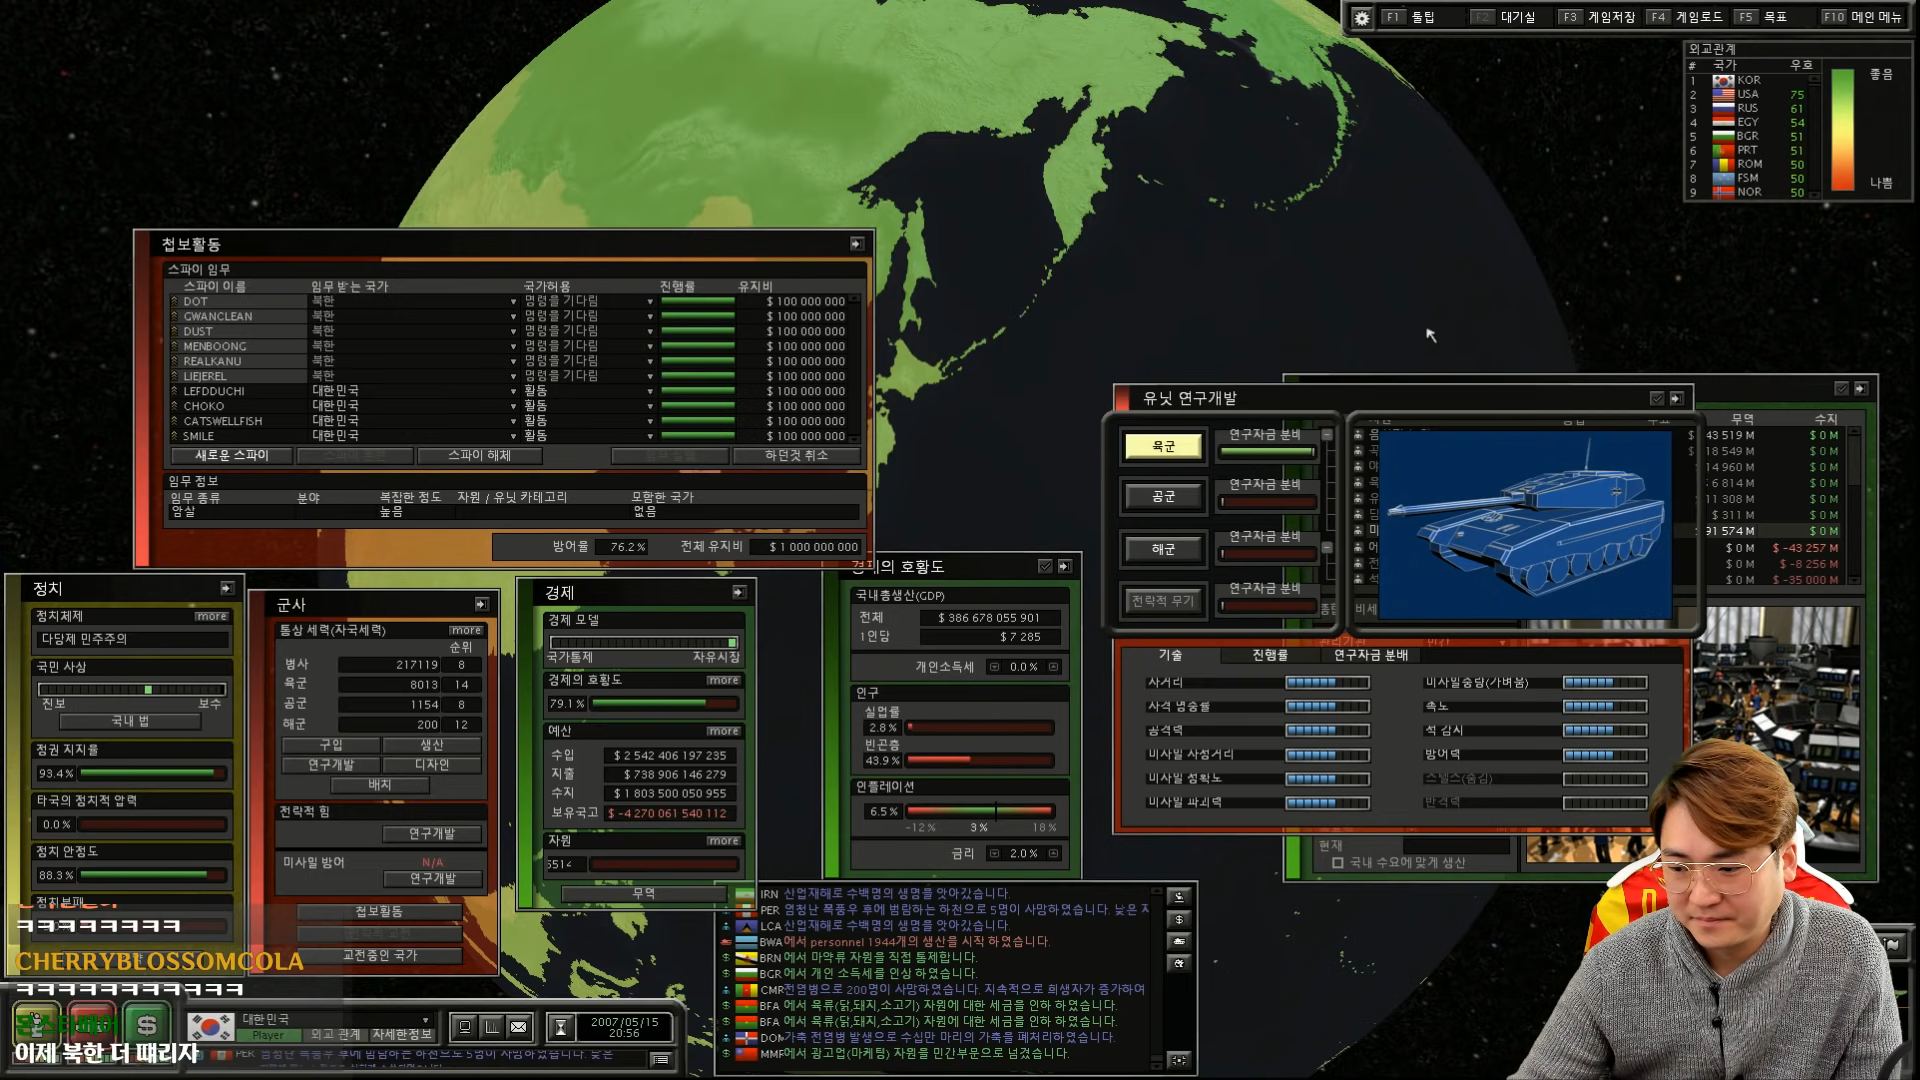 F1 툴팁 F2 대기실 F3 게임저장 F4 게임로드 F5 목표 F10 메인 메뉴
외교관계
# 국가 우호 좋음
1 KOR
2 USA 75
3 RUS 61
4 EGY 54
5 BGR 51
6 PRT 51
7 ROM 50
8 FSM 50 나쁨
9 NOR 50
첩보활동
스파이 임무
스파이 이름 임무 받는 국가 국가허용 진행률 유지비
DOT 북한 명령을 기다림 $ 100 000 000
GWANCLEAN 북한 명령을 기다림 $ 100 000 000
DUST 북한 명령을 기다림 $ 100 000 000
MENBOONG 북한 명령을 기다림 $ 100 000 000
REALKANU 북한 명령을 기다림 $ 100 000 000
LIEJEREL 북한 명령을 기다림 $ 100 000 000
LEFDDUCHI 대한민국 활동 $ 100 000 000
CHOKO 대한민국 활동 $ 100 000 000
CATSWELLFISH 대한민국 활동 $ 100 000 000
SMILE 대한민국 활동 $ 100 000 000
새로운 스파이 스파이 해체 하던것 취소
임무 정보
임무 종류 분야 복잡한 정도 자원 / 유닛 카테고리 모함한 국가
암살 높음 없음
방어율 76.2 % 전체 유지비 $ 1 000 000 000
유닛 연구개발
육군 연구자금 분비
공군 연구자금 분비
해군 연구자금 분비
전략적 무기 연구자금 분비
무역 수지
43 519 M $ 0 M
18 549 M $ 0 M
14 960 M $ 0 M
6 814 M $ 0 M
11 308 M $ 0 M
$ 311 M $ 0 M
91 574 M $ 0 M
$ 0 M $ -43 257 M
$ 0 M $ -8 256 M
$ 0 M $ -35 000 M
기술 진행률 연구자금 분배
사거리
사격 명중률
공격력
미사일 사정거리
미사일 정확도
미사일 파괴력
속도
적 감시
방어력
스텔스(숨김)
반격력
현재
국내 수요에 맞게 생산
정치
정치체제 more
다당제 민주주의
국민 사상
진보 보수
국내 법
정권 지지율
93.4 %
타국의 정치적 압력
0.0 %
정치 안정도
88.3 %
정치부패
군사
통상 세력(자국세력) more
순위
병사 217119 8
육군 8013 14
공군 1154 8
해군 200 12
구입 생산
연구개발 디자인
배치
전략적 힘
연구개발
미사일 방어 N/A
연구개발
첩보활동
교전중인 국가
경제
경제 모델
국가통제 자유시장
경제의 호황도 more
79.1 %
예산 more
수입 $ 2 542 406 197 235
지출 $ 738 906 146 279
수지 $ 1 803 500 050 955
보유국고 $ -4 270 061 540 112
자원 more
무역
경제의 호황도
국내총생산(GDP)
전체 $ 386 678 055 901
1인당 $ 7 285
개인소득세 0.0 %
인구
실업률
2.8 %
빈곤층
43.9 %
인플레이션
6.5 %
-12 % 3 % 18 %
금리 2.0 %
IRN 산업재해로 수백명의 생명을 앗아갔습니다.
PER 엄청난 폭풍우 후에 범람하는 하천으로 5명이 사망하였습니다. 낮은
LCA 산업재해로 수백명의 생명을 앗아갔습니다.
BWA 에서 personnel 1944개의 생산을 시작 하였습니다.
BRN 에서 마약류 자원을 직접 통제합니다.
BGR 에서 개인 소득세를 인상 하였습니다.
CMR 전염병으로 200명이 사망하였습니다. 지속적으로 희생자가 증가하여
BFA 에서 육류(닭,돼지,소고기) 자원에 대한 세금을 인하 하였습니다.
BFA 에서 육류(닭,돼지,소고기) 자원에 대한 세금을 인하 하였습니다.
DOM 가축 전염병 발생으로 수십만 마리의 가축을 폐처리하였습니다.
MMR 에서 광고업(마케팅) 자원을 민간부문으로 넘겼습니다.
ㅋㅋㅋㅋㅋㅋㅋㅋ
CHERRYBLOSSOMCOLA
ㅋㅋㅋㅋㅋㅋㅋㅋㅋㅋㅋ
이제 북한 더 때리자
대한민국
Player 외교 관계 자세한정보
2007/05/15
20:56